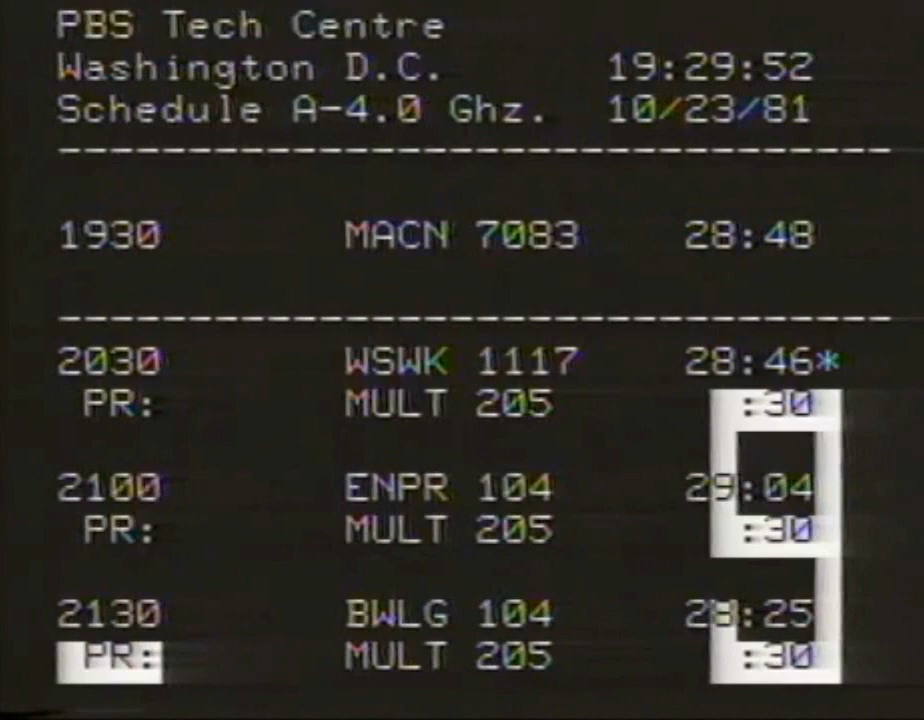 PBS Tech Centre
Washington D.C. 19:29:52
Schedule A-4.0 Ghz. 10/23/81
--------------------------------
1930 MACN 7083 28:48
--------------------------------
2030 WSWK 1117 28:46*
PR: MULT 205 :30
2100 ENPR 104 29:04
PR: MULT 205 :30
2130 BWLG 104 28:25
PR: MULT 205 :30
9